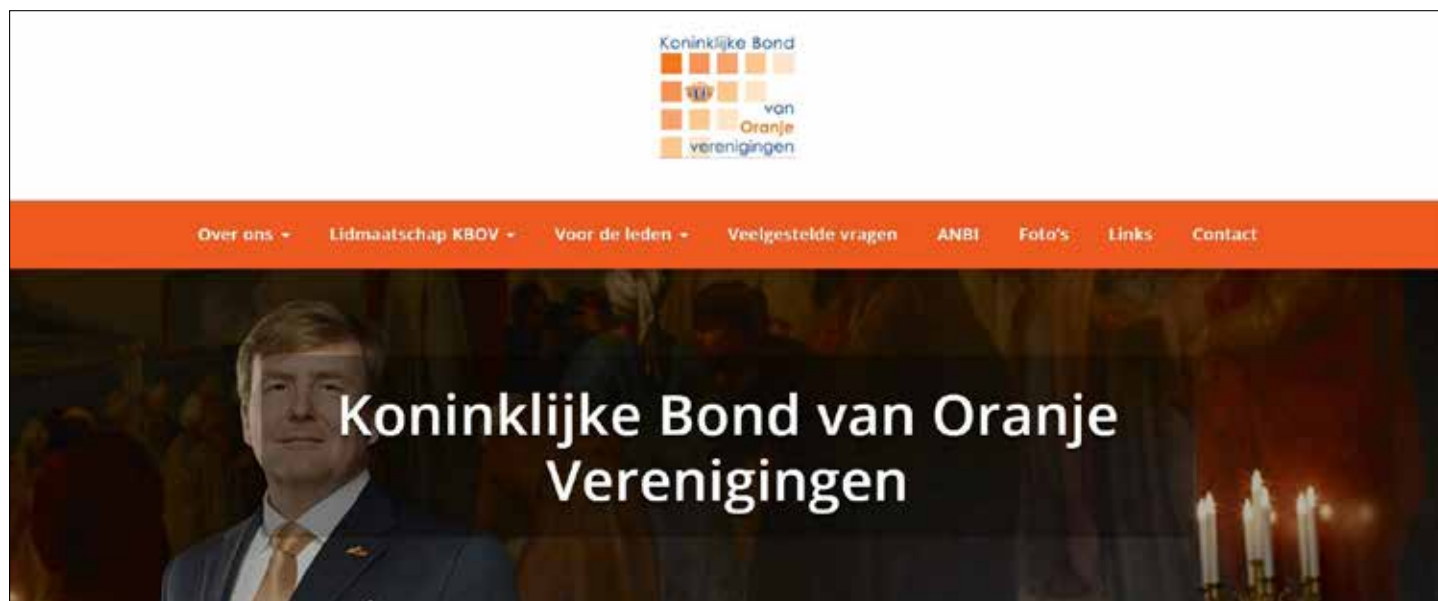 Koninklijke Bond
van
Oranje
verenigingen
Over ons Lidmaatschap KBOV Voor de leden Veelgestelde vragen ANBI Foto's Links Contact
Koninklijke Bond van Oranje
Verenigingen